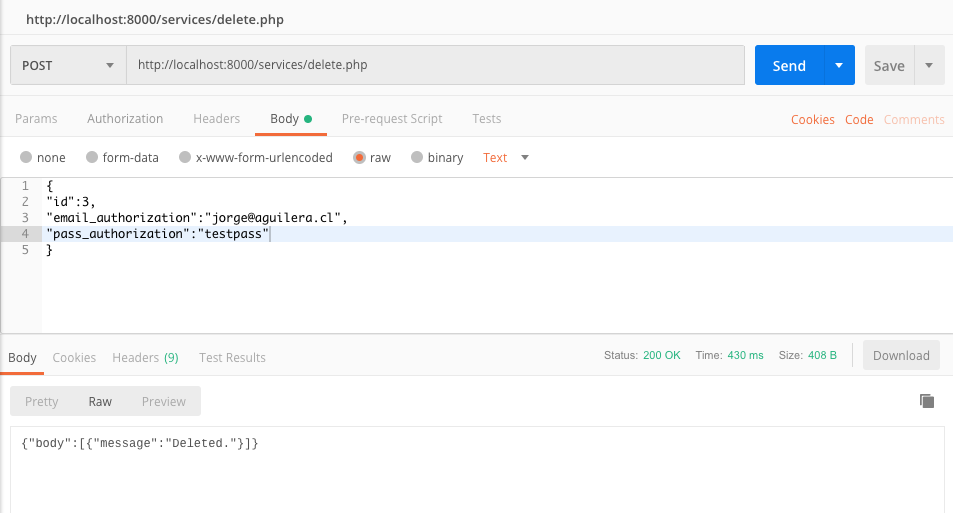 http://localhost:8000/services/delete.php
POST http://localhost:8000/services/delete.php Send Save
Params Authorization Headers Body Pre-request Script Tests Cookies Code Comments
none form-data x-www-form-urlencoded raw binary Text
1 {
2 "id":3,
3 "email_authorization":"jorge@aguilera.cl",
4 "pass_authorization":"testpass"
5 }
Body Cookies Headers (9) Test Results Status: 200 OK Time: 430 ms Size: 408 B Download
Pretty Raw Preview
{"body":[{"message":"Deleted."}]}